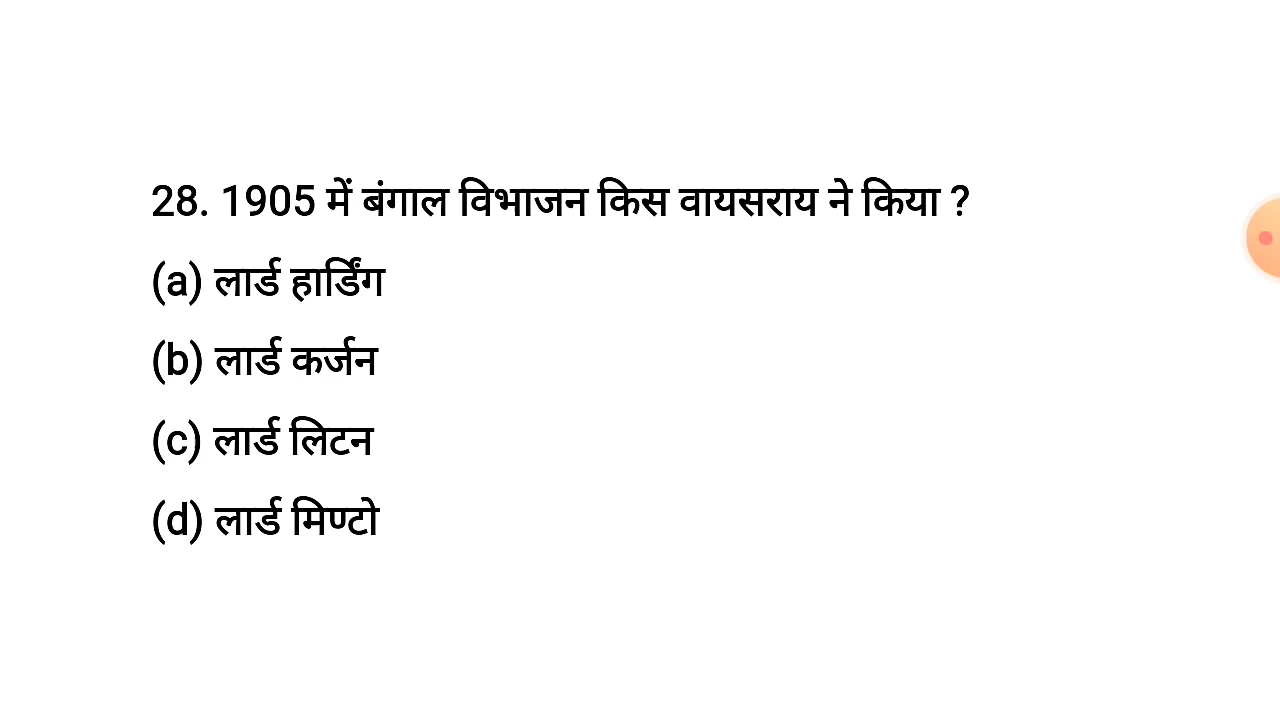 28. 1905 में बंगाल विभाजन किस वायसराय ने किया ?
(a) लार्ड हार्डिंग
(b) लार्ड कर्जन
(c) लार्ड लिटन
(d) लार्ड मिण्टो